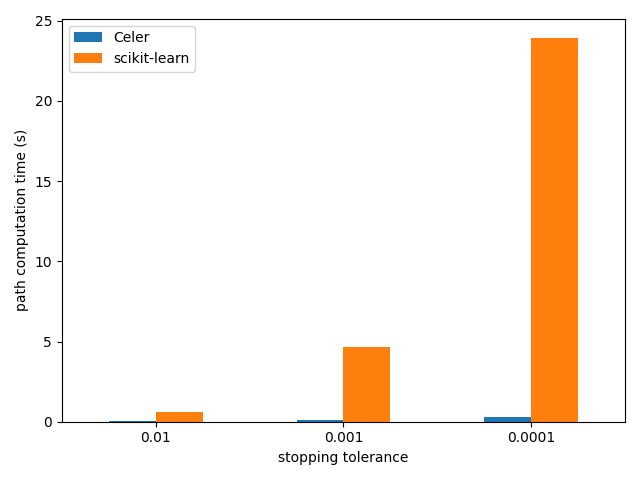 Celer
scikit-learn
path computation time (s)
25
20
15
10
5
0
0.01
0.001
0.0001
stopping tolerance